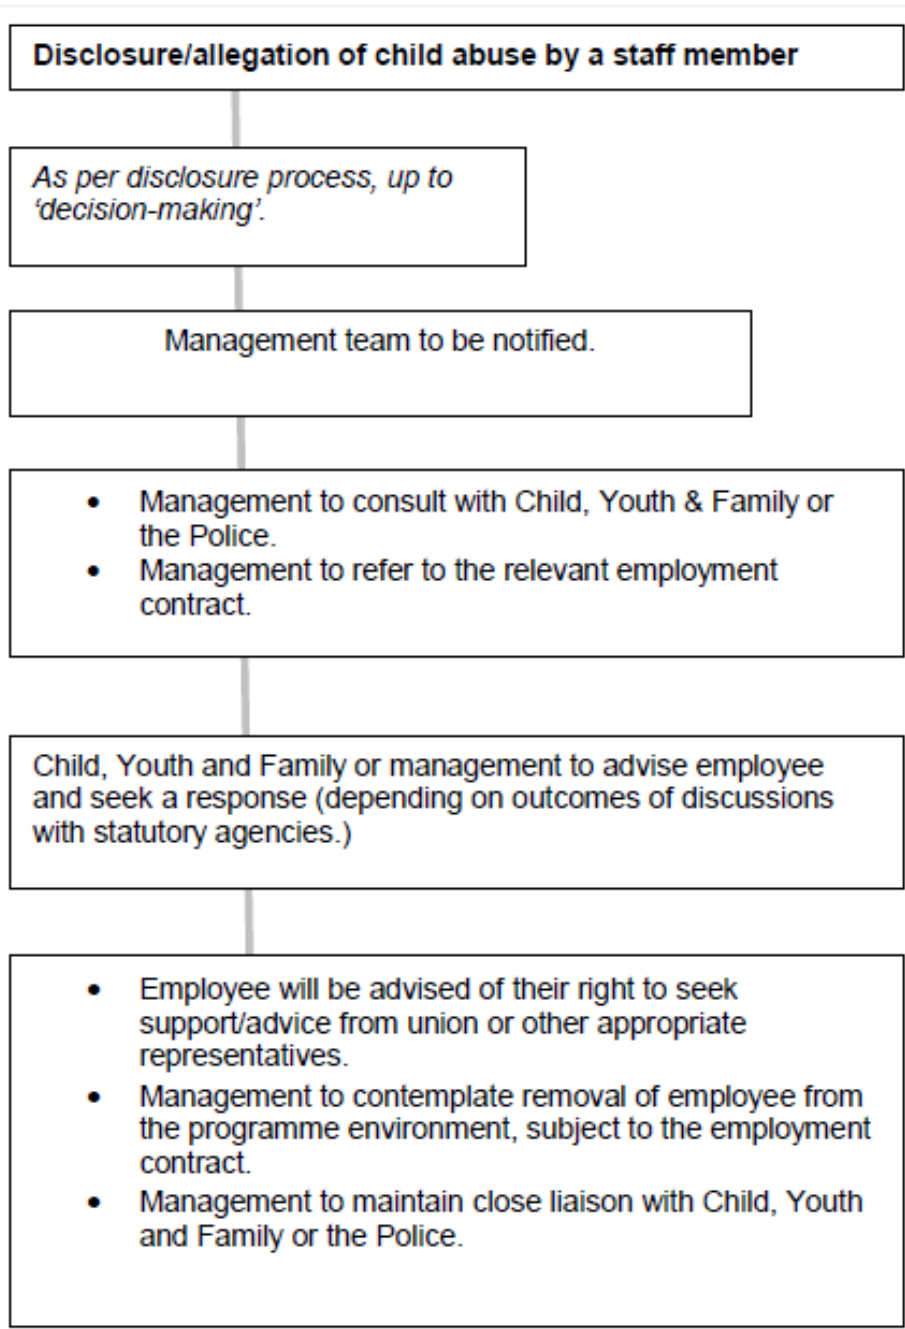 Disclosure/allegation of child abuse by a staff member
As per disclosure process, up to
‘decision-making’.
Management team to be notified.
• Management to consult with Child, Youth & Family or
the Police.
• Management to refer to the relevant employment
contract.
Child, Youth and Family or management to advise employee
and seek a response (depending on outcomes of discussions
with statutory agencies.)
• Employee will be advised of their right to seek
support/advice from union or other appropriate
representatives.
• Management to contemplate removal of employee from
the programme environment, subject to the employment
contract.
• Management to maintain close liaison with Child, Youth
and Family or the Police.